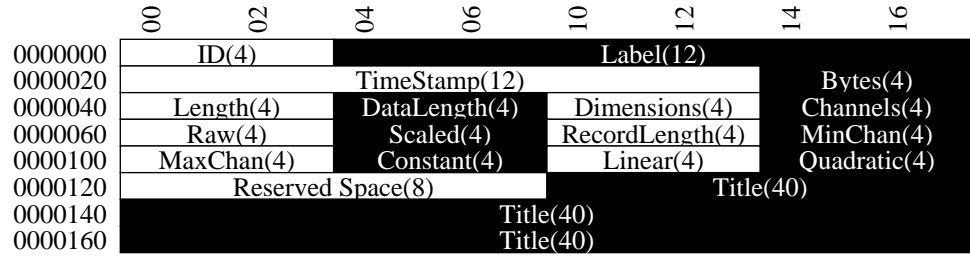 00 02 04 06 10 12 14 16
0000000 ID(4) Label(12)
0000020 TimeStamp(12) Bytes(4)
0000040 Length(4) DataLength(4) Dimensions(4) Channels(4)
0000060 Raw(4) Scaled(4) RecordLength(4) MinChan(4)
0000100 MaxChan(4) Constant(4) Linear(4) Quadratic(4)
0000120 Reserved Space(8) Title(40)
0000140 Title(40)
0000160 Title(40)